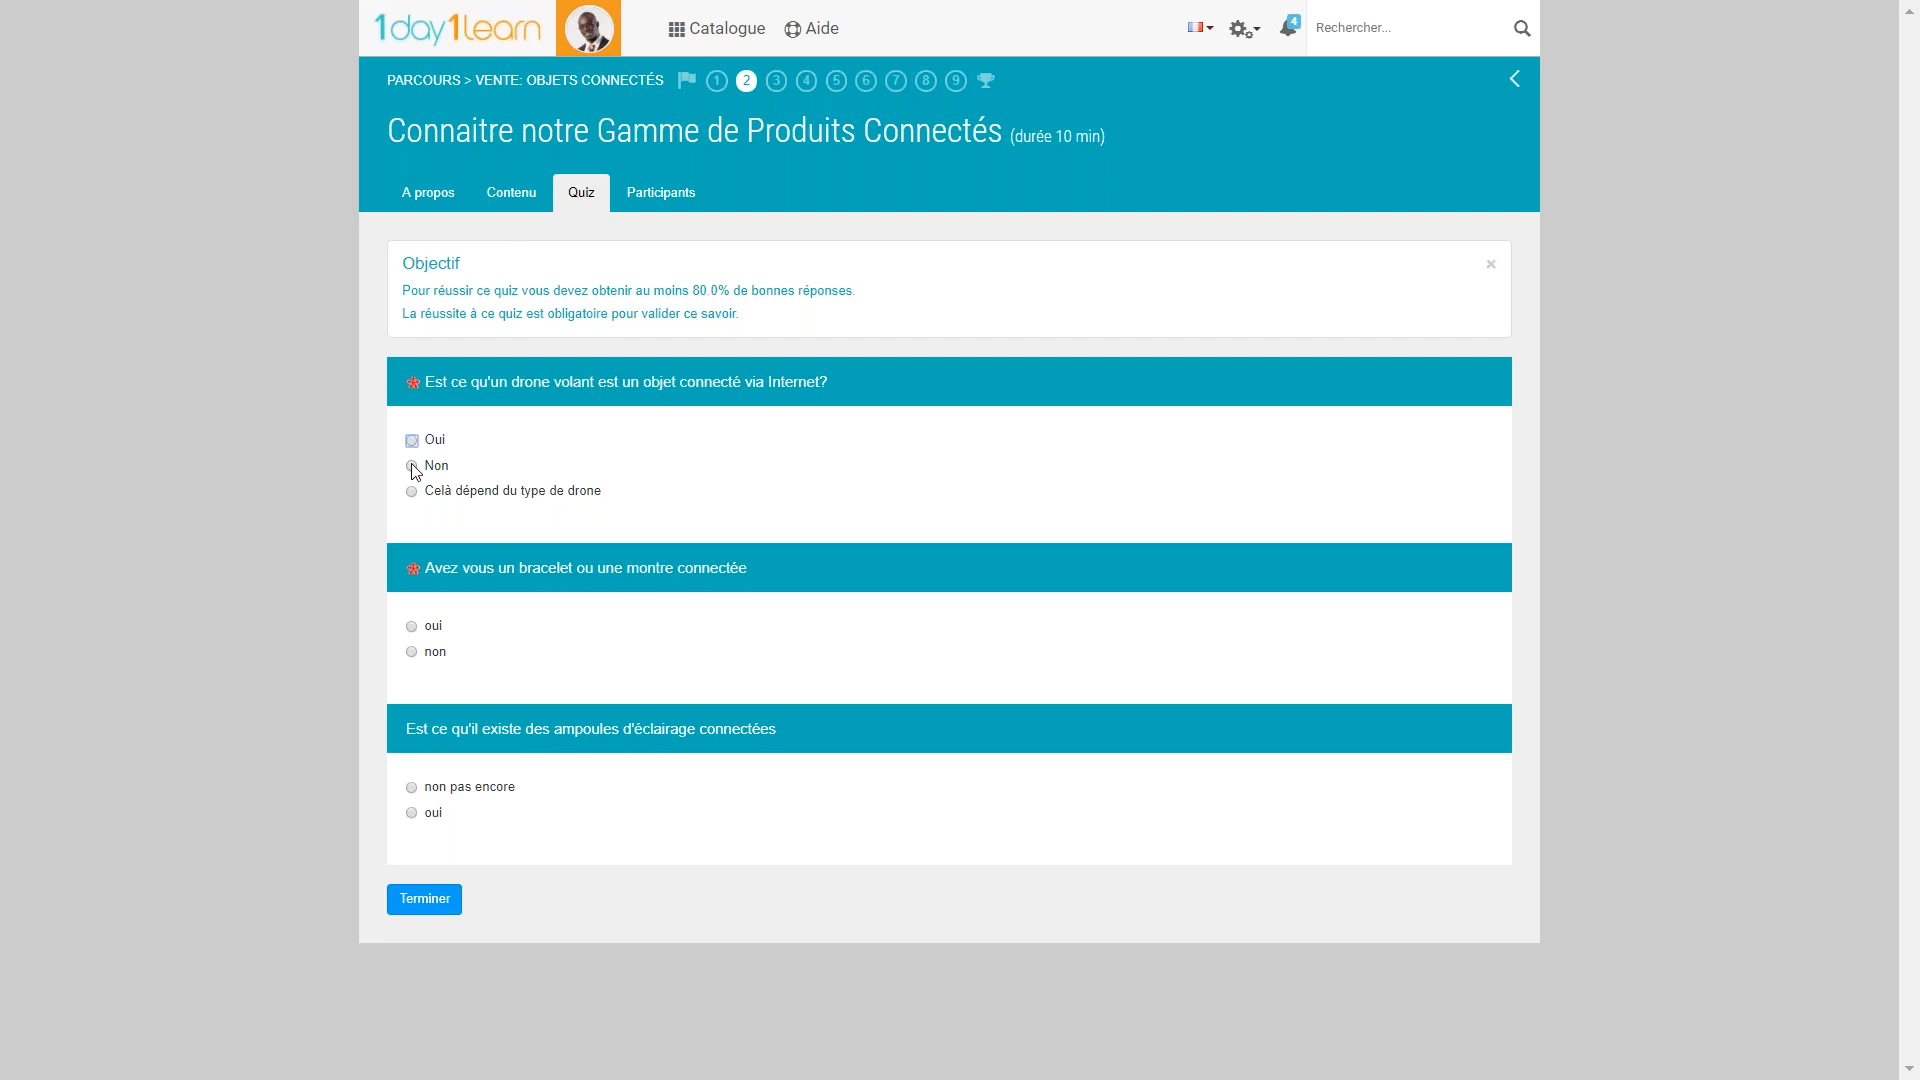 1day1learn
Catalogue
Aide
4
Rechercher...
PARCOURS > VENTE: OBJETS CONNECTÉS
1 2 3 4 5 6 7 8 9
Connaitre notre Gamme de Produits Connectés (durée 10 min)
A propos
Contenu
Quiz
Participants
Objectif
×
Pour réussir ce quiz vous devez obtenir au moins 80.0% de bonnes réponses.
La réussite à ce quiz est obligatoire pour valider ce savoir.
Est ce qu'un drone volant est un objet connecté via Internet?
Oui
Non
Celà dépend du type de drone
Avez vous un bracelet ou une montre connectée
oui
non
Est ce qu'il existe des ampoules d'éclairage connectées
non pas encore
oui
Terminer